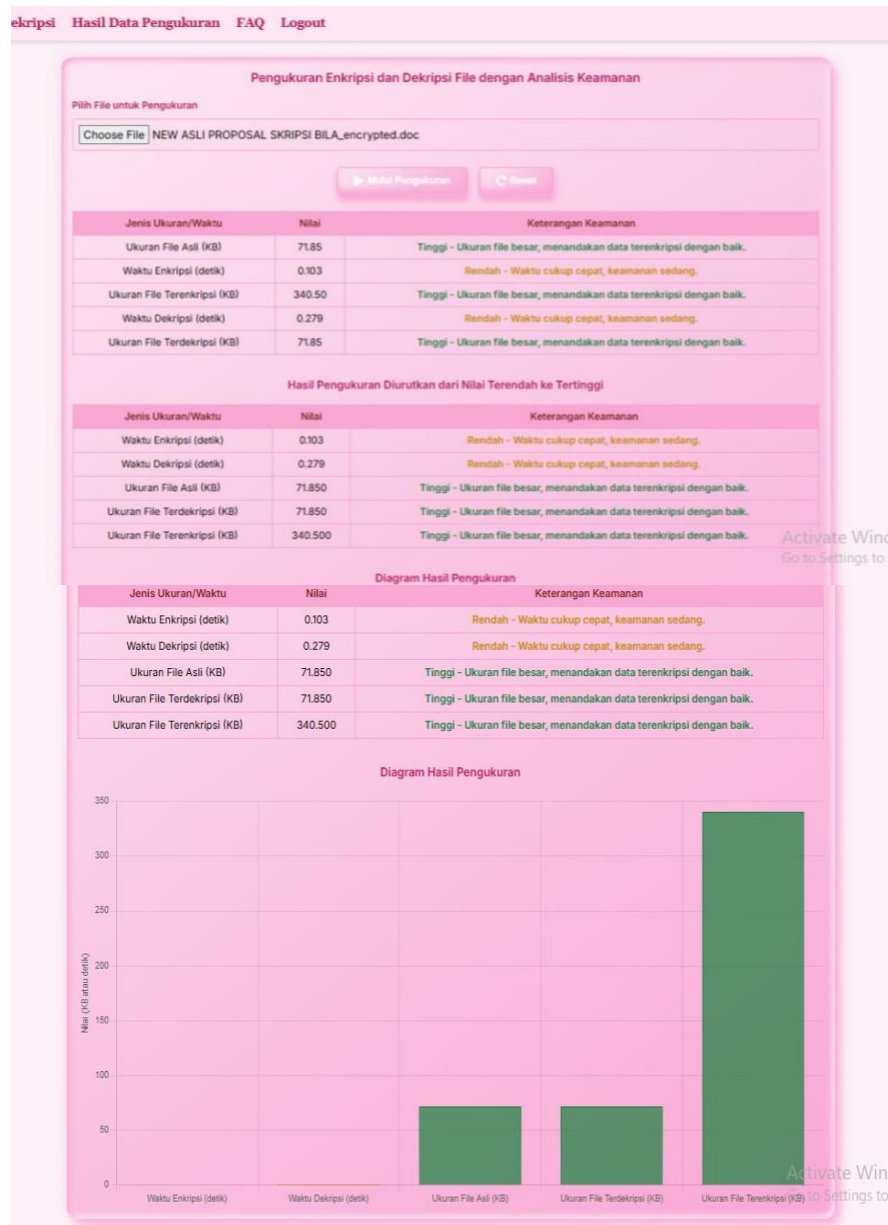 ekripsi Hasil Data Pengukuran FAQ Logout
Pengukuran Enkripsi dan Dekripsi File dengan Analisis Keamanan
Pilih File untuk Pengukuran
Choose File NEW ASLI PROPOSAL SKRIPSI BILA_encrypted.doc
Mulai Pengukuran Reset
Jenis Ukuran/Waktu Nilai Keterangan Keamanan
Ukuran File Asli (KB) 71.85 Tinggi - Ukuran file besar, menandakan data terenkripsi dengan baik.
Waktu Enkripsi (detik) 0.103 Rendah - Waktu cukup cepat, keamanan sedang.
Ukuran File Terenkripsi (KB) 340.50 Tinggi - Ukuran file besar, menandakan data terenkripsi dengan baik.
Waktu Dekripsi (detik) 0.279 Rendah - Waktu cukup cepat, keamanan sedang.
Ukuran File Terdekripsi (KB) 71.85 Tinggi - Ukuran file besar, menandakan data terenkripsi dengan baik.
Hasil Pengukuran Diurutkan dari Nilai Terendah ke Tertinggi
Jenis Ukuran/Waktu Nilai Keterangan Keamanan
Waktu Enkripsi (detik) 0.103 Rendah - Waktu cukup cepat, keamanan sedang.
Waktu Dekripsi (detik) 0.279 Rendah - Waktu cukup cepat, keamanan sedang.
Ukuran File Asli (KB) 71.850 Tinggi - Ukuran file besar, menandakan data terenkripsi dengan baik.
Ukuran File Terdekripsi (KB) 71.850 Tinggi - Ukuran file besar, menandakan data terenkripsi dengan baik.
Ukuran File Terenkripsi (KB) 340.500 Tinggi - Ukuran file besar, menandakan data terenkripsi dengan baik.
Activate Wind
Go to Settings to
Diagram Hasil Pengukuran
Jenis Ukuran/Waktu Nilai Keterangan Keamanan
Waktu Enkripsi (detik) 0.103 Rendah - Waktu cukup cepat, keamanan sedang.
Waktu Dekripsi (detik) 0.279 Rendah - Waktu cukup cepat, keamanan sedang.
Ukuran File Asli (KB) 71.850 Tinggi - Ukuran file besar, menandakan data terenkripsi dengan baik.
Ukuran File Terdekripsi (KB) 71.850 Tinggi - Ukuran file besar, menandakan data terenkripsi dengan baik.
Ukuran File Terenkripsi (KB) 340.500 Tinggi - Ukuran file besar, menandakan data terenkripsi dengan baik.
Diagram Hasil Pengukuran
Nilai (KB atau detik)
350
300
250
200
150
100
50
0
Waktu Enkripsi (detik) Waktu Dekripsi (detik) Ukuran File Asli (KB) Ukuran File Terdekripsi (KB) Ukuran File Terenkripsi (KB)
Activate Win
to Settings to